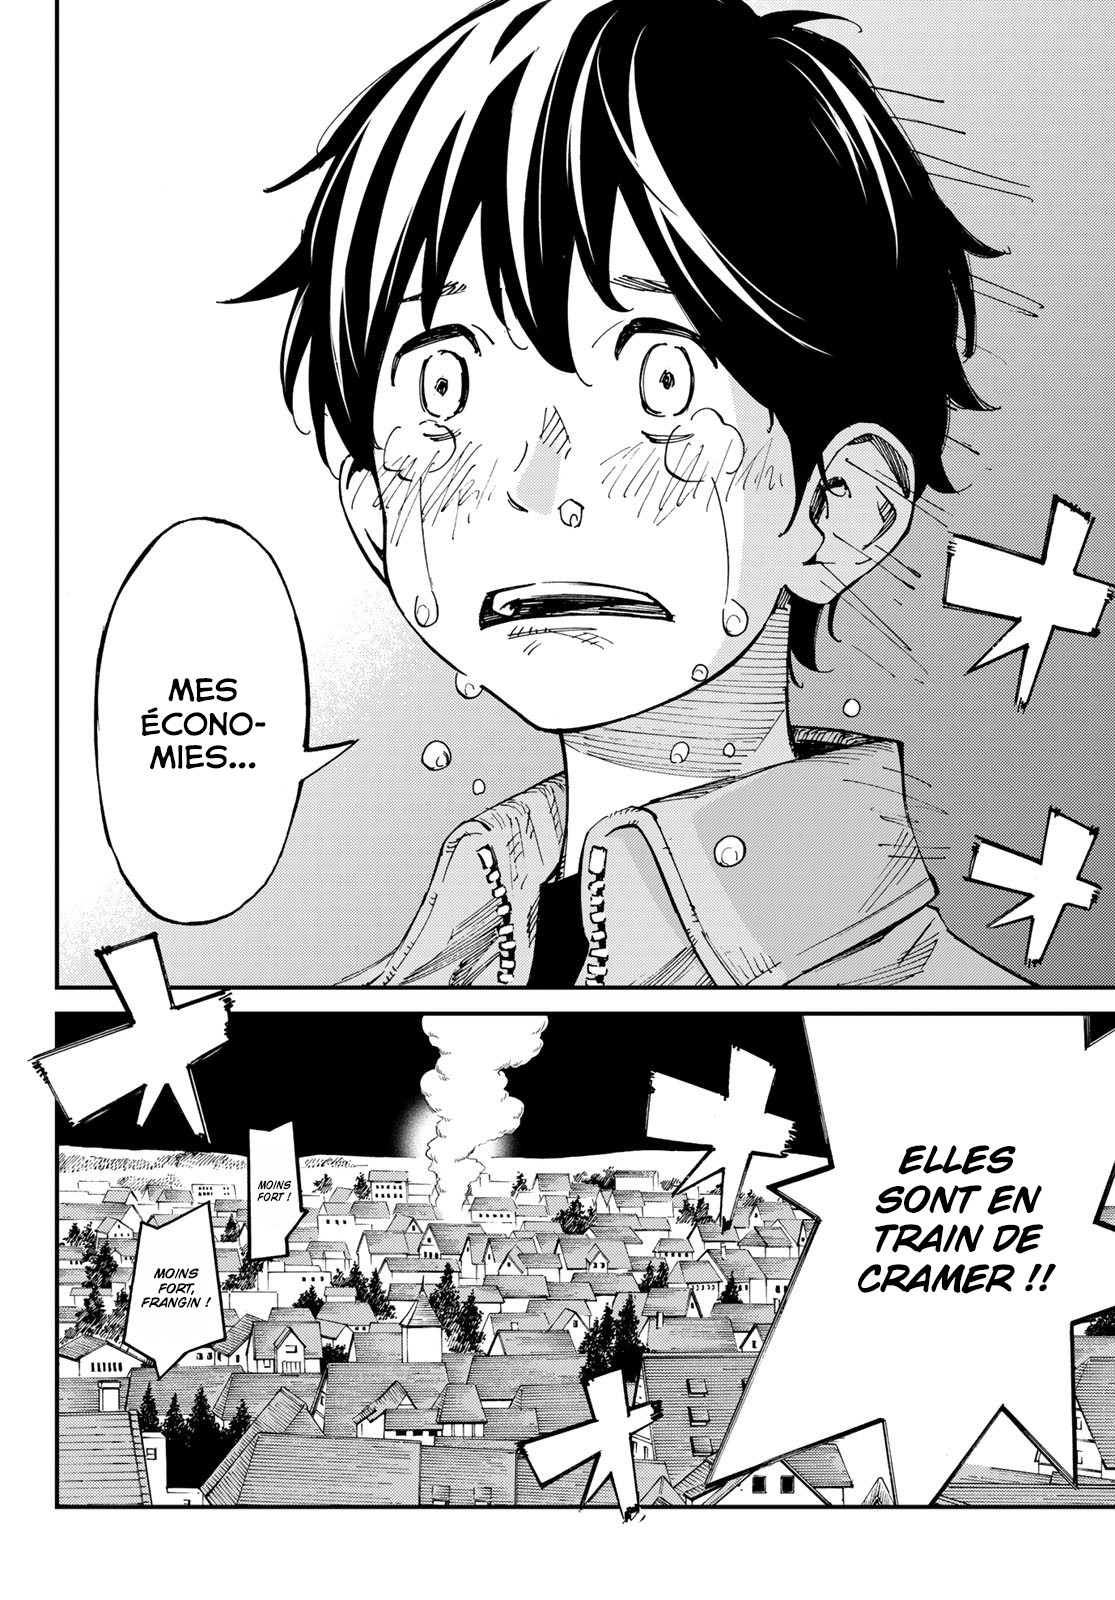 MES
ÉCONO-
MIES...
ELLES
SONT EN
TRAIN DE
CRAMER !!
MOINS
FORT !
MOINS
FORT,
FRANGIN !